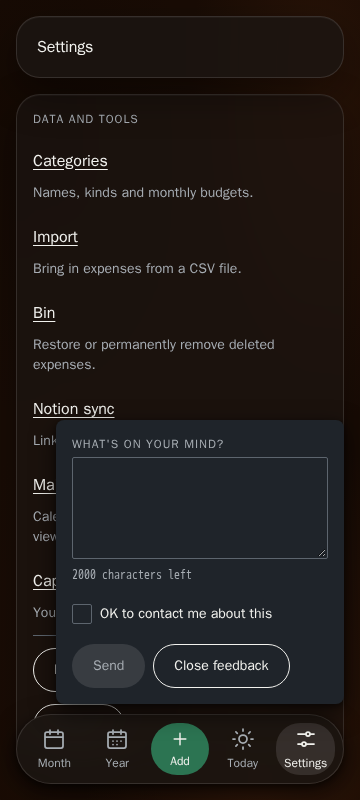 Settings
DATA AND TOOLS
Categories
Names, kinds and monthly budgets.
Import
Bring in expenses from a CSV file.
Bin
Restore or permanently remove deleted
expenses.
Notion sync
WHAT'S ON YOUR MIND?
2000 characters left
OK to contact me about this
Send
Close feedback
Month
Year
Add
Today
Settings